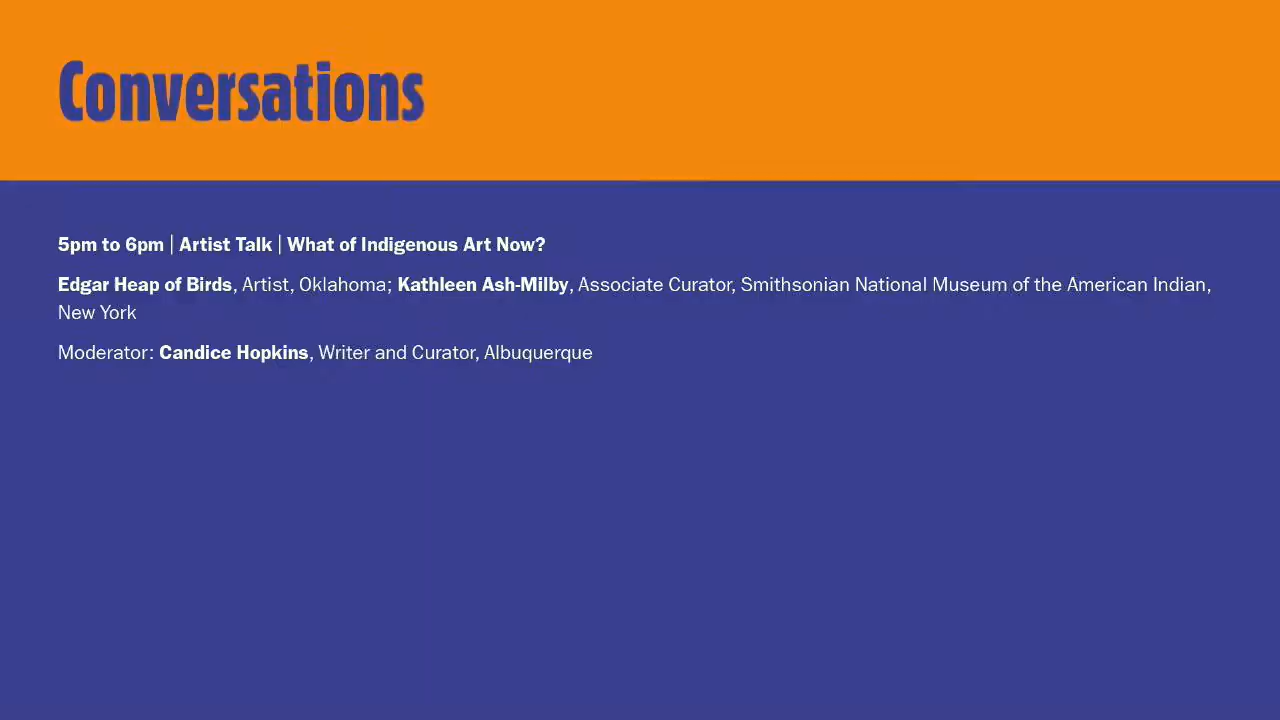 Conversations
5pm to 6pm | Artist Talk | What of Indigenous Art Now?
Edgar Heap of Birds, Artist, Oklahoma; Kathleen Ash-Milby, Associate Curator, Smithsonian National Museum of the American Indian,
New York
Moderator: Candice Hopkins, Writer and Curator, Albuquerque